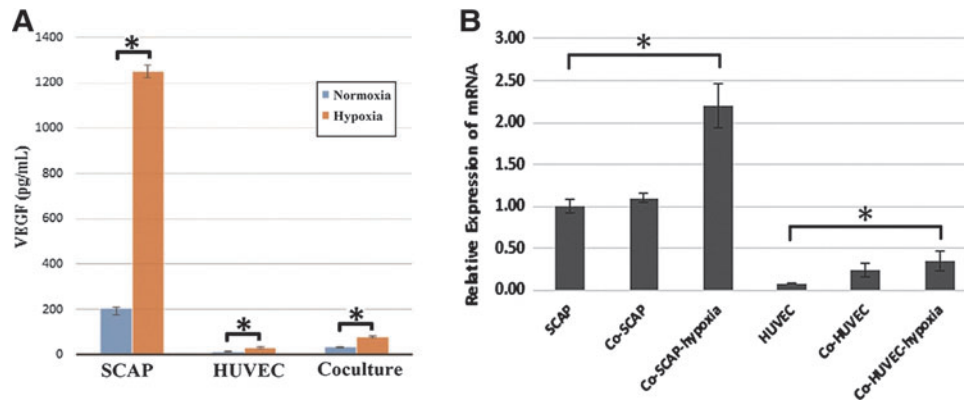 A
1400
1200
1000
800
600
400
200
0
VEGF (pg/mL)
*
*
*
Normoxia
Hypoxia
SCAP
HUVEC
Coculture
B
3.00
2.50
2.00
1.50
1.00
0.50
0.00
Relative Expression of mRNA
*
*
SCAP
Co-SCAP
Co-SCAP-hypoxia
HUVEC
Co-HUVEC
Co-HUVEC-hypoxia